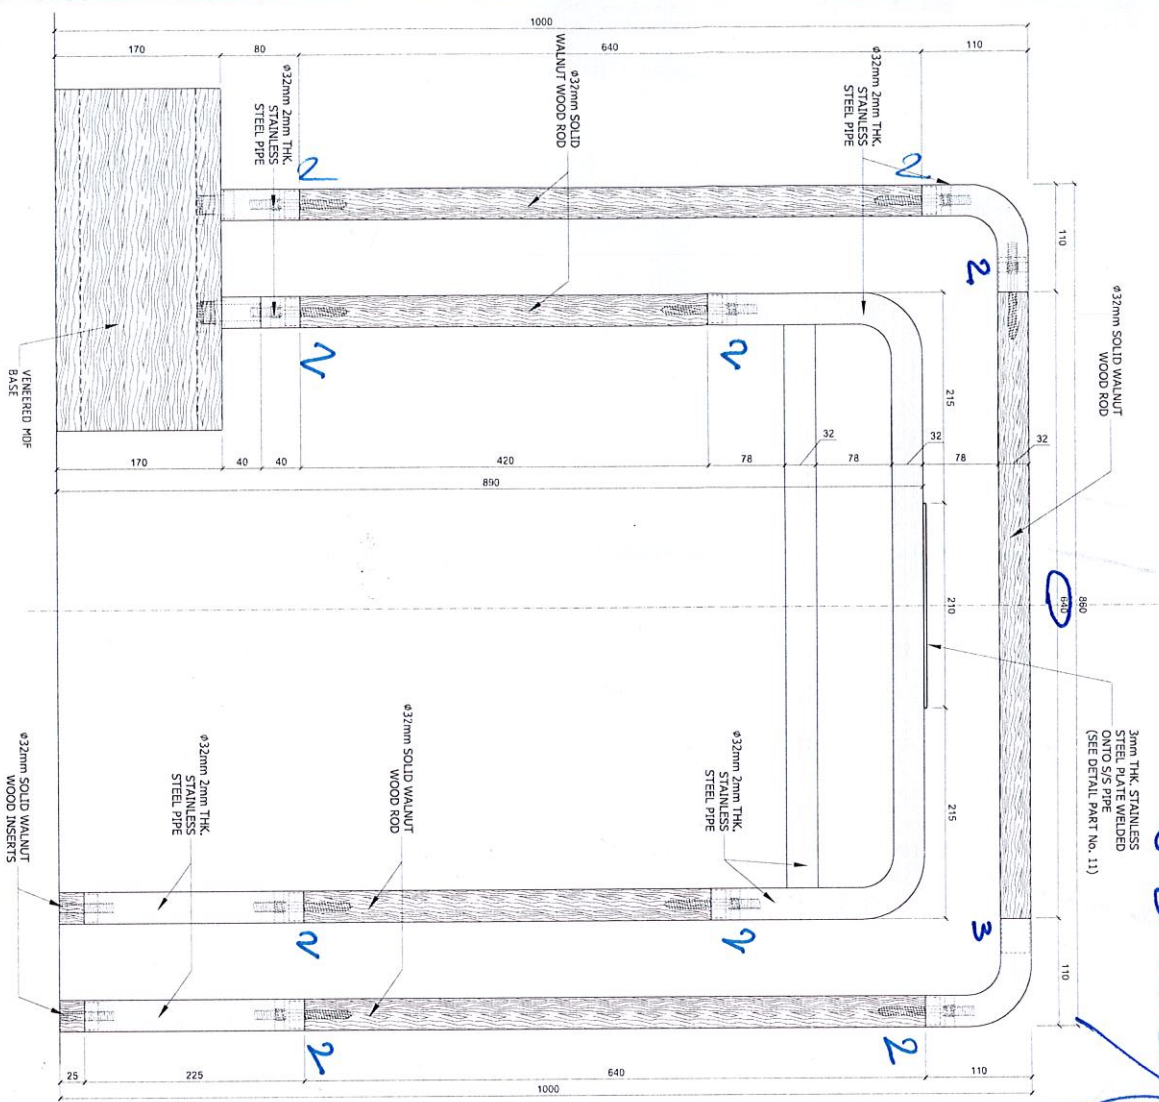 1000
170
80
640
110
ø32mm 2mm THK.
STAINLESS
STEEL PIPE
ø32mm SOLID
WALNUT WOOD ROD
ø32mm 2mm THK.
STAINLESS
STEEL PIPE
2
2
110
2
ø32mm SOLID WALNUT
WOOD ROD
2
2
VENEERED MDF
BASE
215
32
32
32
170
40
40
420
78
78
78
890
210
640
860
3mm THK. STAINLESS
STEEL PLATE WELDED
ONTO S/S PIPE
(SEE DETAIL PART No. 11)
ø32mm SOLID WALNUT
WOOD INSERTS
ø32mm 2mm THK.
STAINLESS
STEEL PIPE
ø32mm SOLID WALNUT
WOOD ROD
ø32mm 2mm THK.
STAINLESS
STEEL PIPE
215
2
2
3
110
2
2
25
225
640
110
1000